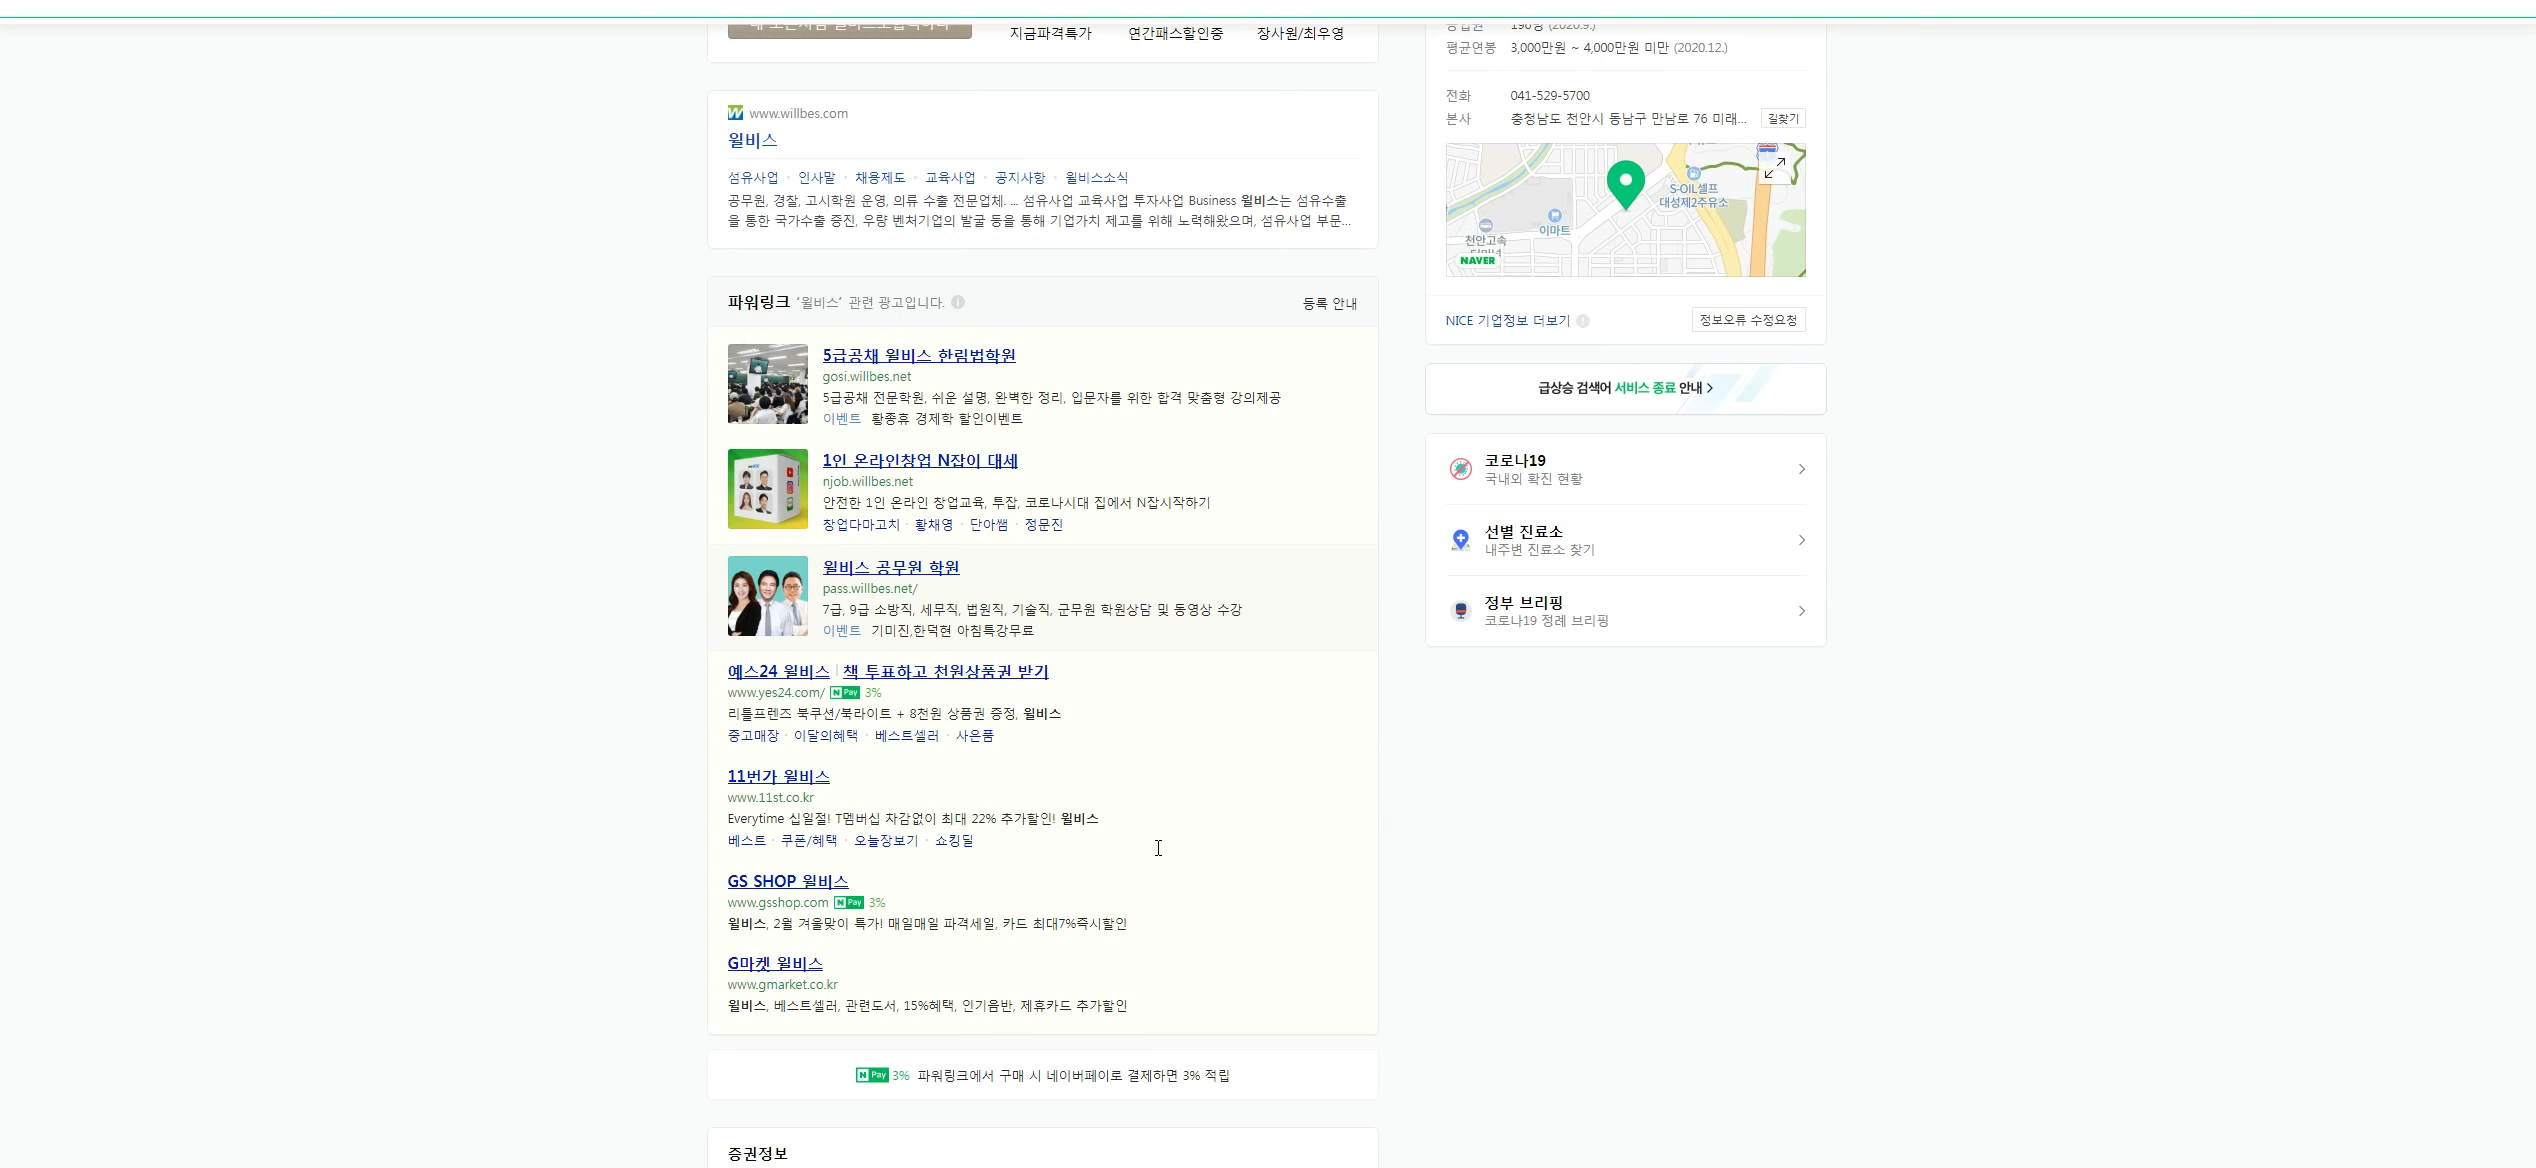 지금파격특가 연간패스할인증 장사원/최우영
www.willbes.com
윌비스
섬유사업 · 인사말 · 채용제도 · 교육사업 · 공지사항 · 윌비스소식
공무원, 경찰, 고시학원 운영, 의류 수출 전문업체. ... 섬유사업 교육사업 투자사업 Business 윌비스는 섬유수출
을 통한 국가수출 증진, 우량 벤처기업의 발굴 등을 통해 기업가치 제고를 위해 노력해왔으며, 섬유사업 부문...
파워링크 '윌비스' 관련 광고입니다. 등록 안내
5급공채 윌비스 한림법학원
gosi.willbes.net
5급공채 전문학원, 쉬운 설명, 완벽한 정리, 입문자를 위한 합격 맞춤형 강의제공
이벤트 황종휴 경제학 할인이벤트
1인 온라인창업 N잡이 대세
njob.willbes.net
안전한 1인 온라인 창업교육, 투잡, 코로나시대 집에서 N잡시작하기
창업다마고치 · 황채영 · 단아쌤 · 정문진
윌비스 공무원 학원
pass.willbes.net/
7급, 9급 소방직, 세무직, 법원직, 기술직, 군무원 학원상담 및 동영상 수강
이벤트 기미진,한덕현 아침특강무료
예스24 윌비스 | 책 투표하고 천원상품권 받기
www.yes24.com/ N Pay 3%
리틀프렌즈 북쿠션/북라이트 + 8천원 상품권 증정, 윌비스
중고매장 · 이달의혜택 · 베스트셀러 · 사은품
11번가 윌비스
www.11st.co.kr
Everytime 십일절! T멤버십 차감없이 최대 22% 추가할인! 윌비스
베스트 · 쿠폰/혜택 · 오늘장보기 · 쇼킹딜
GS SHOP 윌비스
www.gsshop.com N Pay 3%
윌비스, 2월 겨울맞이 특가! 매일매일 파격세일, 카드 최대7%즉시할인
G마켓 윌비스
www.gmarket.co.kr
윌비스, 베스트셀러, 관련도서, 15%혜택, 인기음반, 제휴카드 추가할인
N Pay 3% 파워링크에서 구매 시 네이버페이로 결제하면 3% 적립
증권정보
평균연봉 3,000만원 ~ 4,000만원 미만 (2020.12.)
전화 041-529-5700
본사 충청남도 천안시 동남구 만남로 76 미래... 길찾기
S-OIL셀프
대성제2주유소
이마트
천안고속
NAVER
NICE 기업정보 더보기 정보오류 수정요청
급상승 검색어 서비스 종료 안내 >
코로나19
국내외 확진 현황
선별 진료소
내주변 진료소 찾기
정부 브리핑
코로나19 정례 브리핑